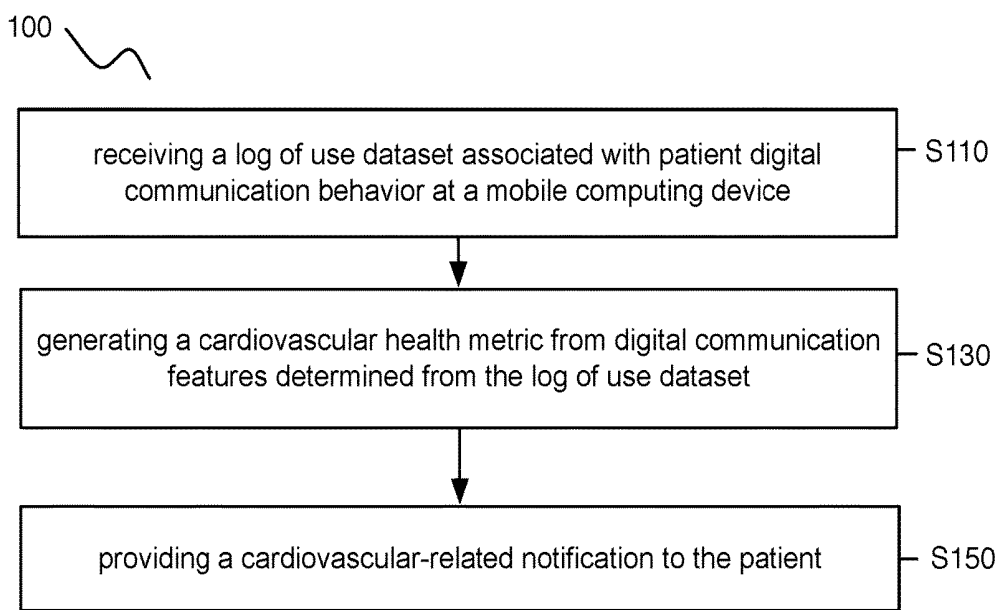 100
receiving a log of use dataset associated with patient digital
communication behavior at a mobile computing device
S110
generating a cardiovascular health metric from digital communication
features determined from the log of use dataset
S130
providing a cardiovascular-related notification to the patient
S150